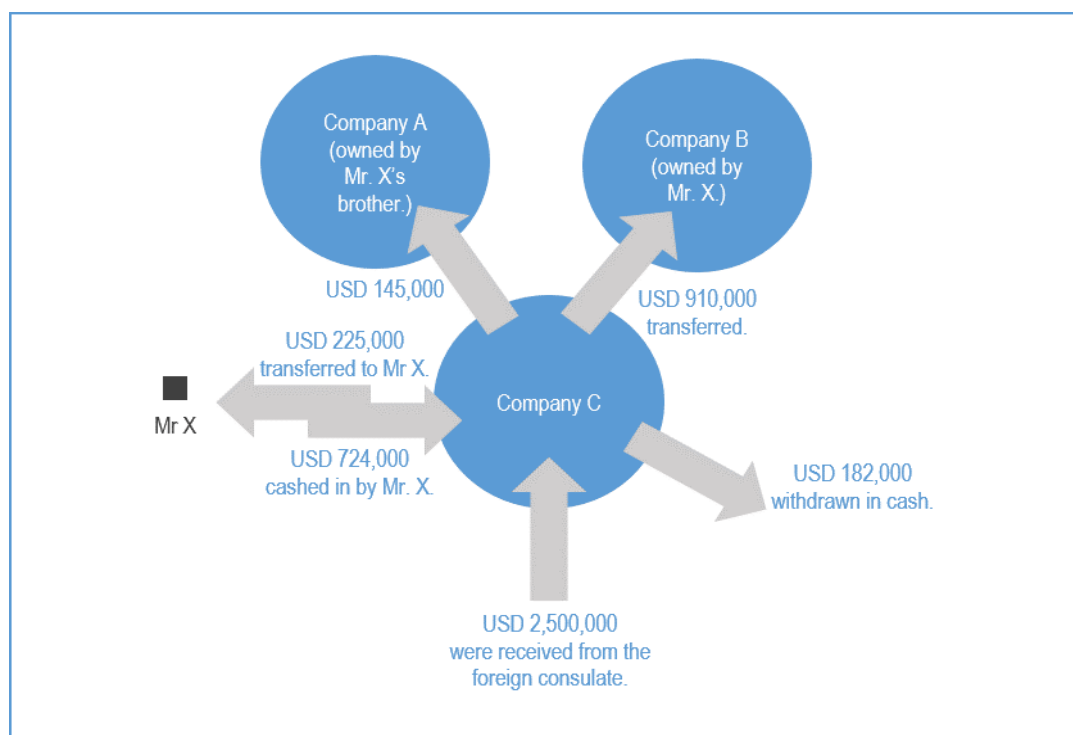 Company A
(owned by
Mr. X's
brother.)
Company B
(owned by
Mr. X.)
USD 145,000
USD 910,000
transferred.
USD 225,000
transferred to Mr X.
Mr X
Company C
USD 724,000
cashed in by Mr. X.
USD 182,000
withdrawn in cash.
USD 2,500,000
were received from the
foreign consulate.